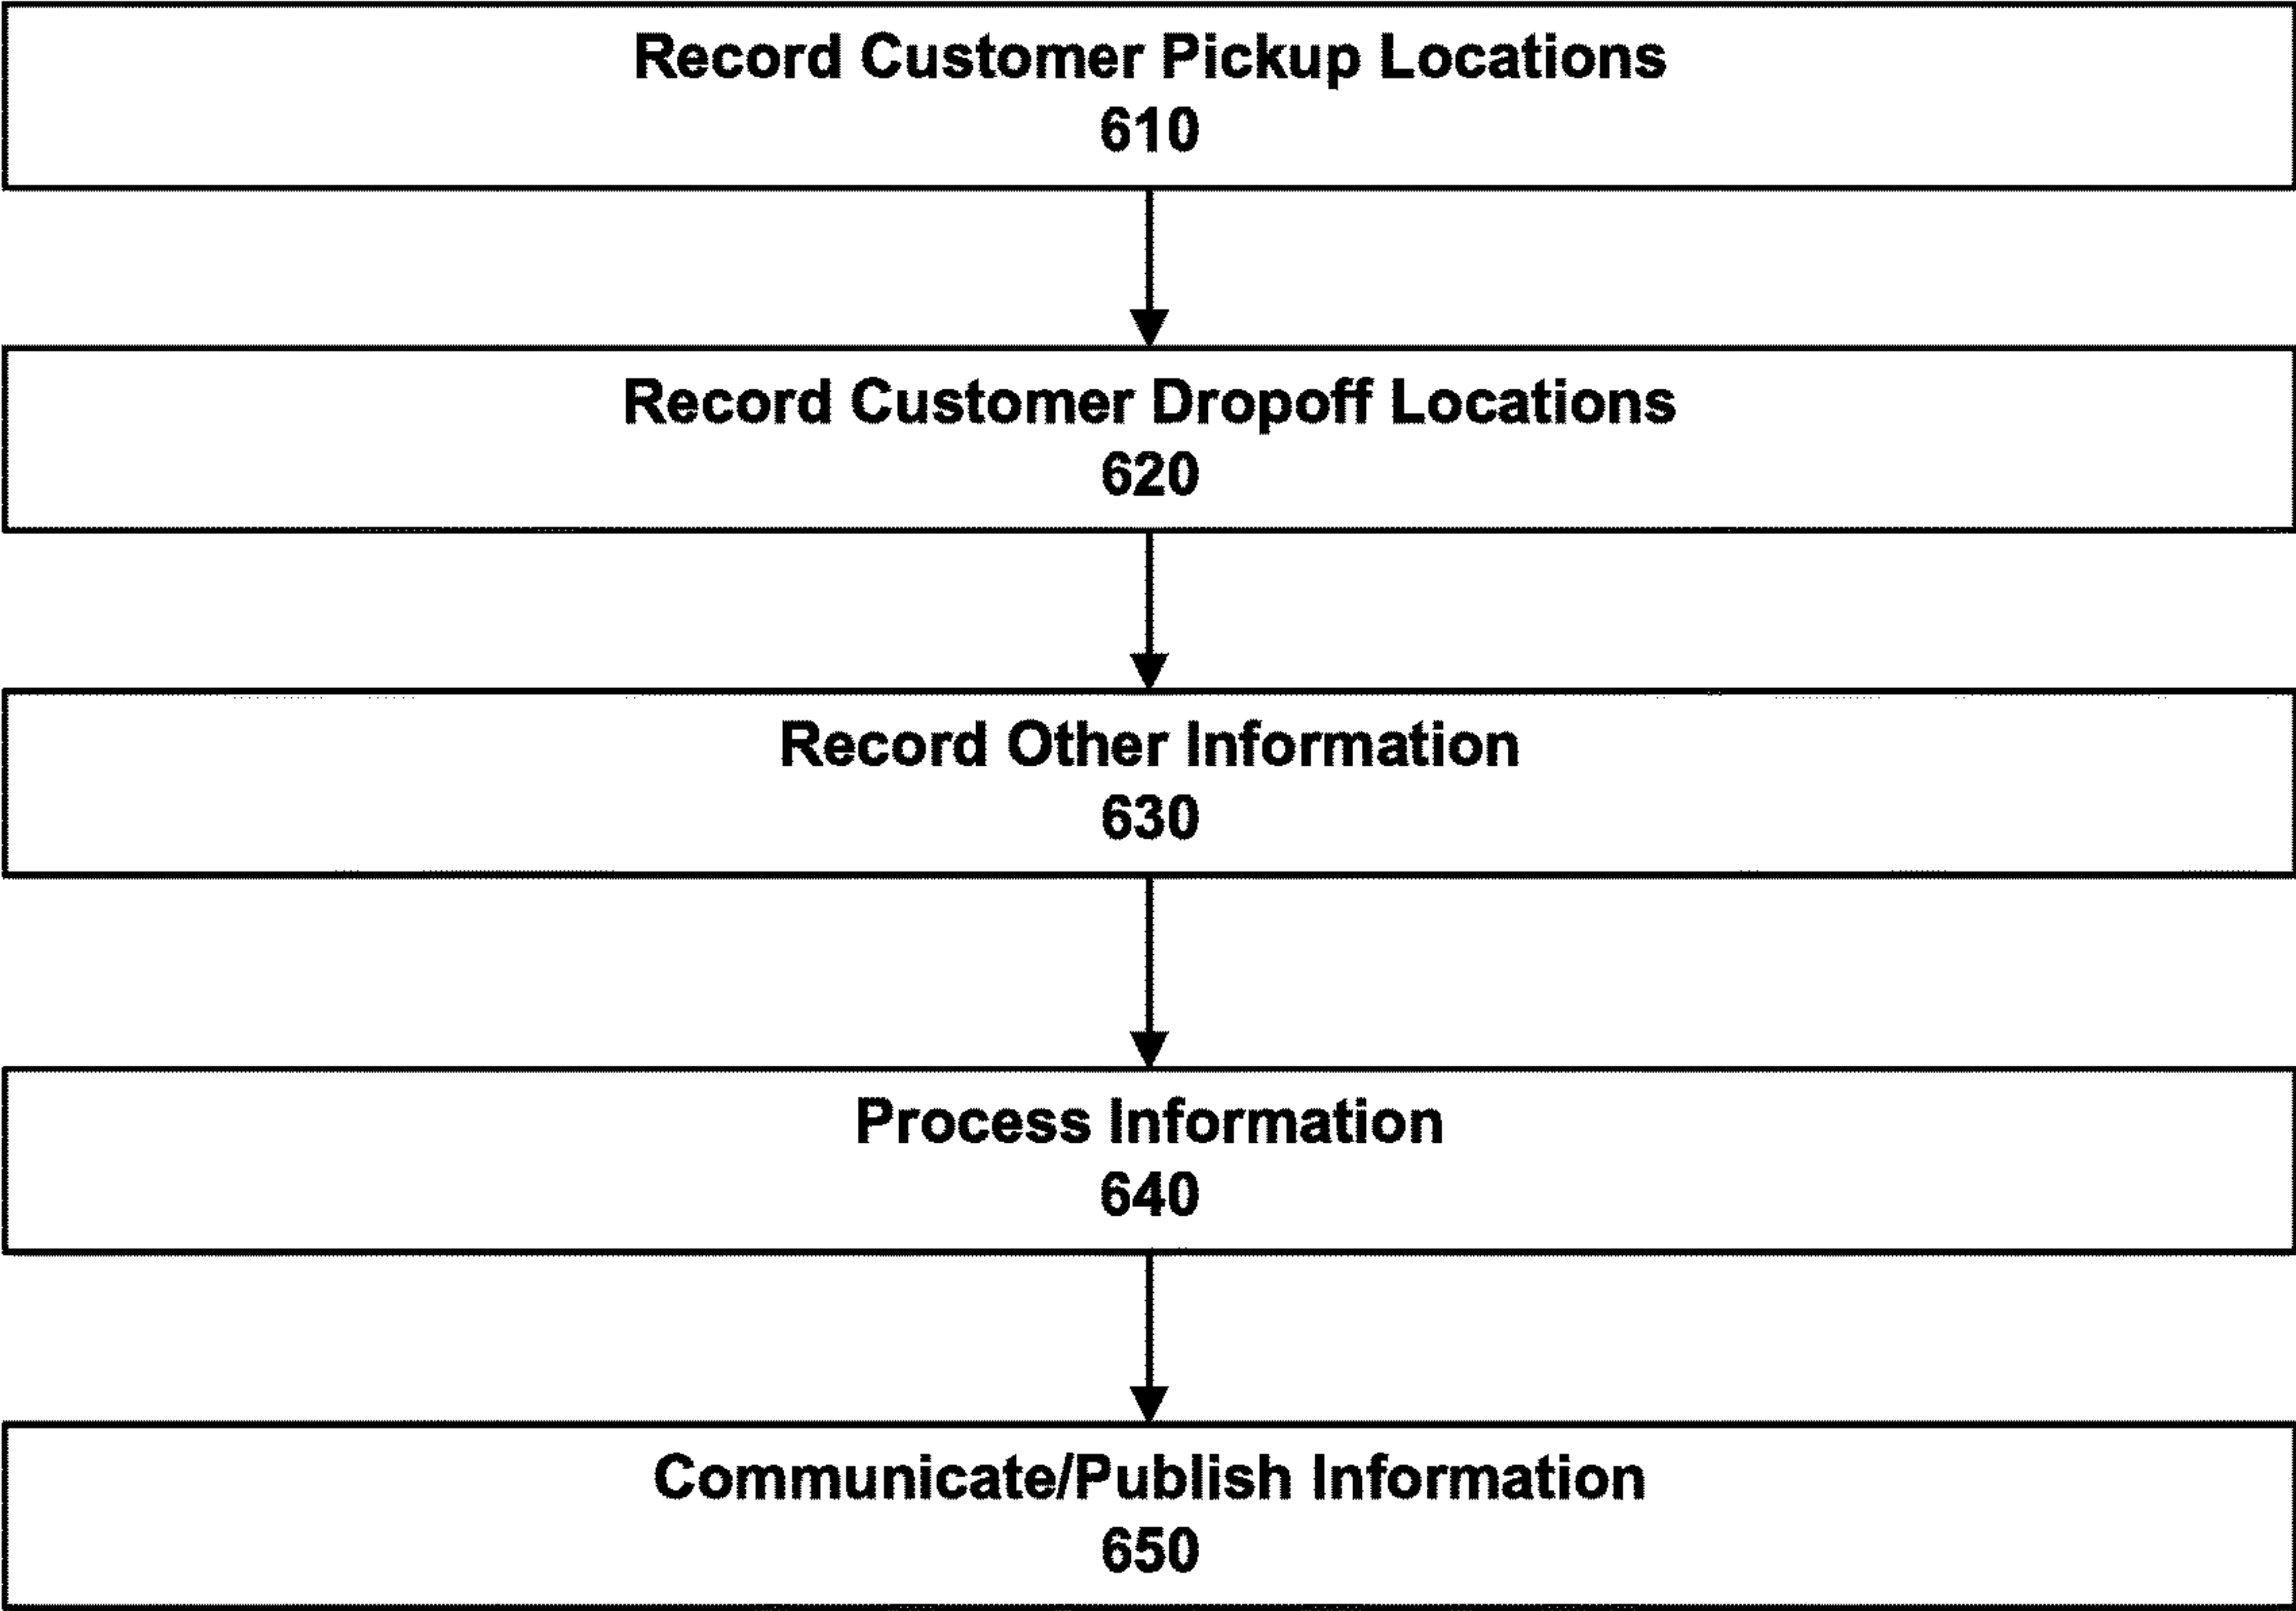 Record Customer Pickup Locations
610
Record Customer Dropoff Locations
620
Record Other Information
630
Process Information
640
Communicate/Publish Information
650